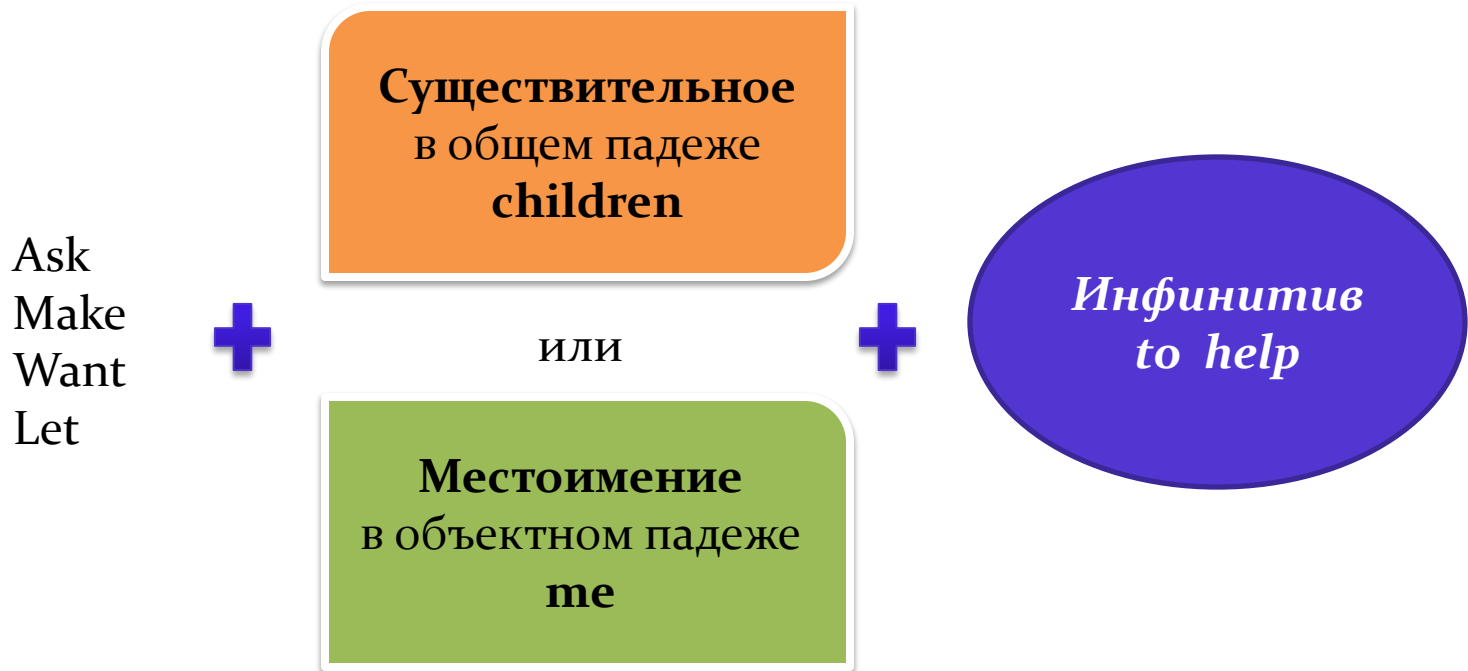 Ask
Make
Want
Let
Существительное
в общем падеже
children
или
Местоимение
в объектном падеже
me
Инфинитив
to help